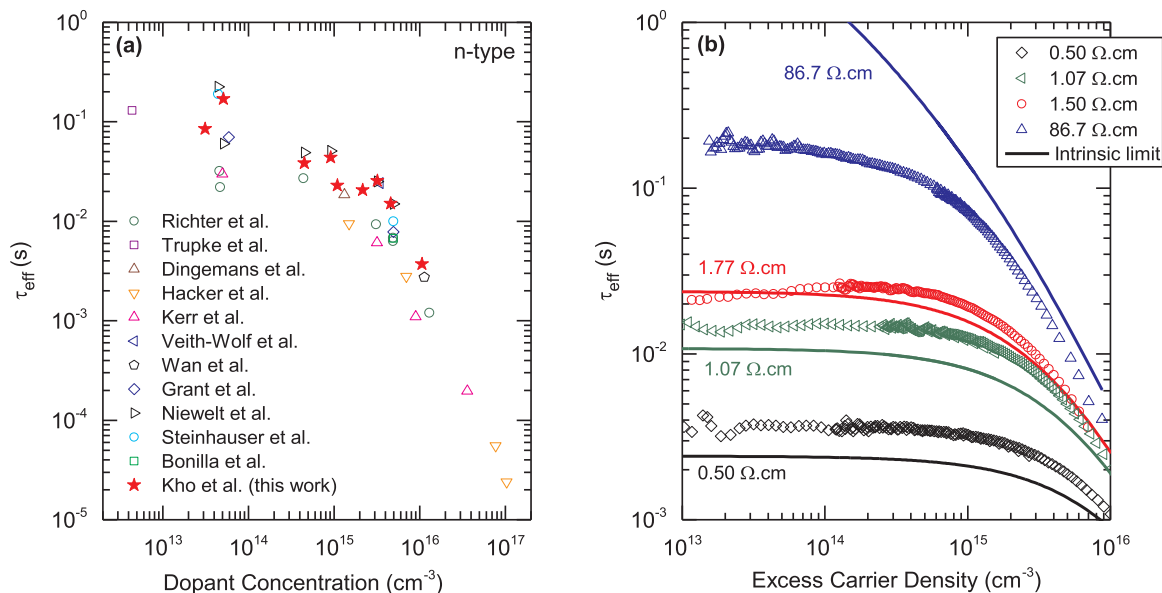 (a)
n-type
τeff (s)
10^0
10^-1
10^-2
10^-3
10^-4
10^-5
Richter et al.
Trupke et al.
Dingemans et al.
Hacker et al.
Kerr et al.
Veith-Wolf et al.
Wan et al.
Grant et al.
Niewelt et al.
Steinhauser et al.
Bonilla et al.
Kho et al. (this work)
10^13 10^14 10^15 10^16 10^17
Dopant Concentration (cm^-3)
(b)
τeff (s)
10^0
10^-1
10^-2
10^-3
0.50 Ω.cm
1.07 Ω.cm
1.50 Ω.cm
86.7 Ω.cm
Intrinsic limit
86.7 Ω.cm
1.77 Ω.cm
1.07 Ω.cm
0.50 Ω.cm
10^13 10^14 10^15 10^16
Excess Carrier Density (cm^-3)